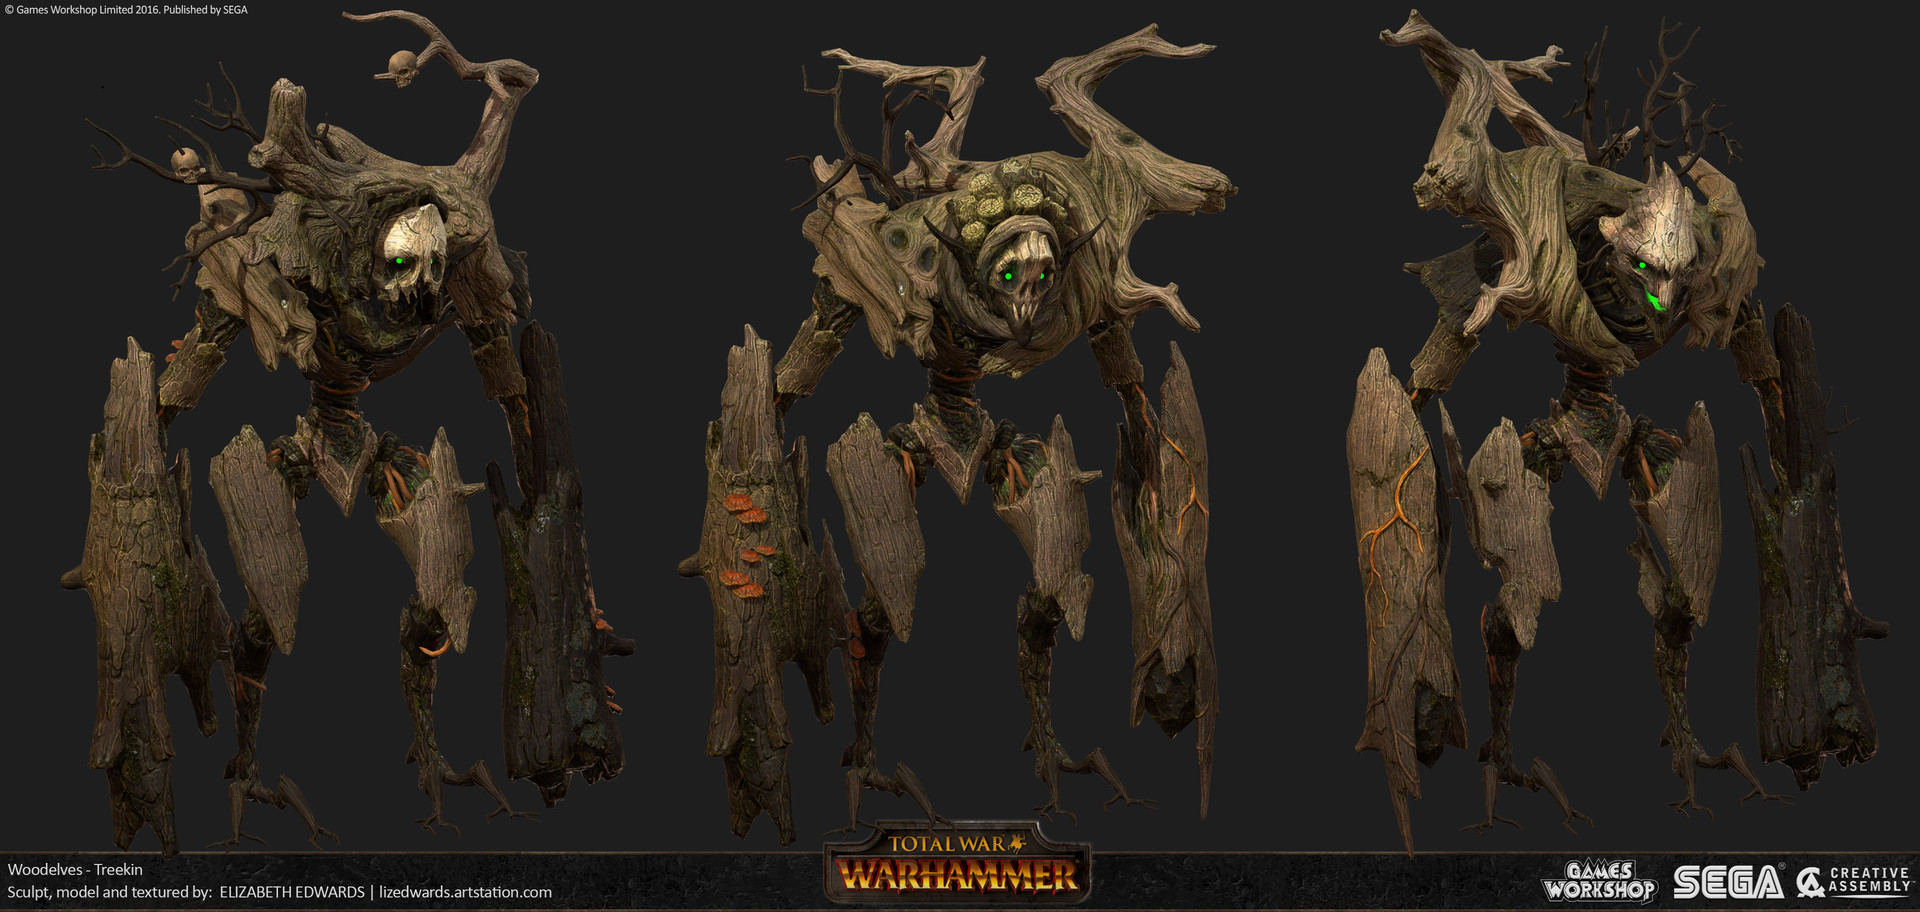 © Games Workshop Limited 2016. Published by SEGA
TOTAL WAR
WARHAMMER
Woodelves - Treekin
Sculpt, model and textured by: ELIZABETH EDWARDS | lizedwards.artstation.com
GAMES
WORKSHOP
SEGA®
CREATIVE
ASSEMBLY™